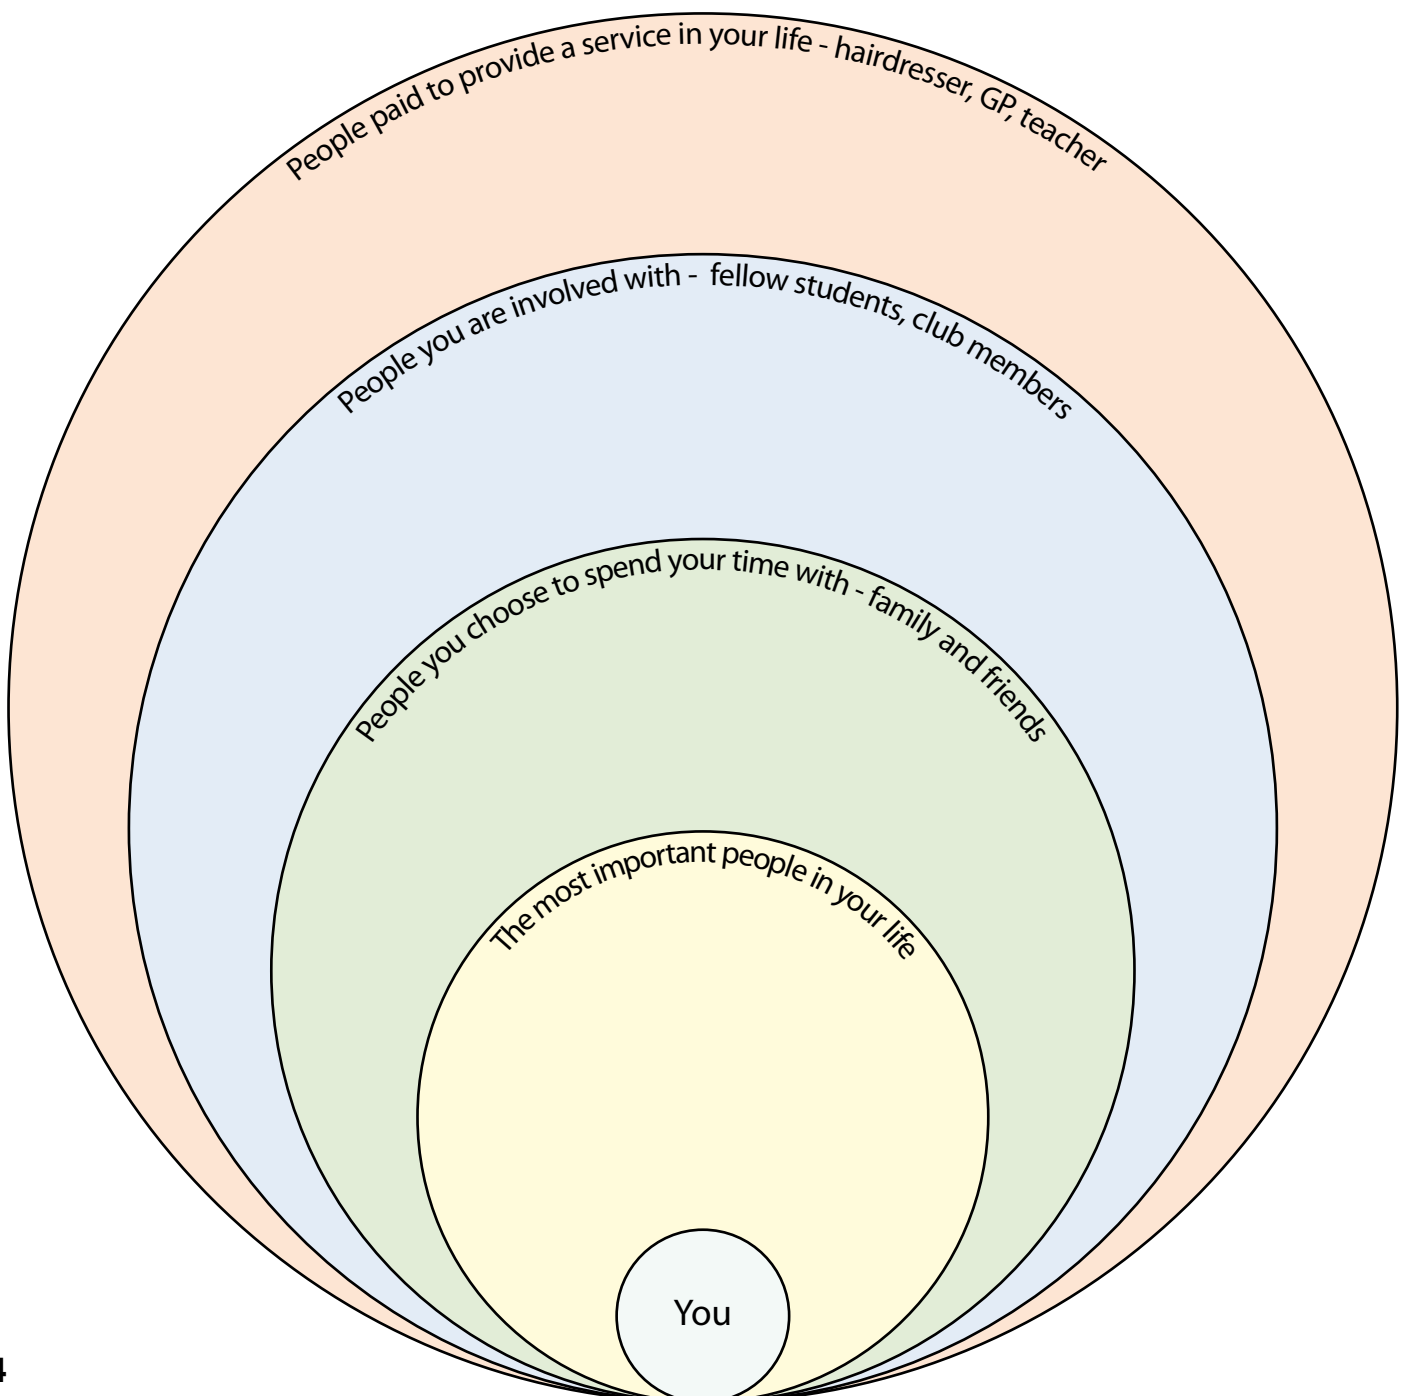 People paid to provide a service in your life - hairdresser, GP, teacher
People you are involved with -  fellow students, club members
People you choose to spend your time with - family and friends
The most important people in your life
You
4